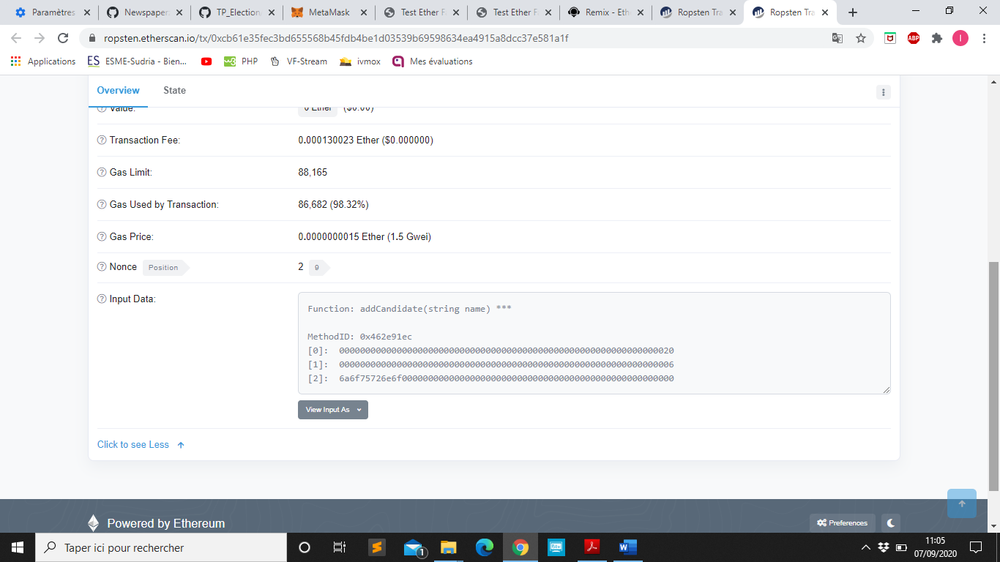 Paramètres
Newspaper
TP_Election
MetaMask
Test Ether F
Test Ether F
Remix - Eth
Ropsten Tra
Ropsten Tra
ropsten.etherscan.io/tx/0xcb61e35fec3bd655568b45fdb4be1d03539b69598634ea4915a8dcc37e581a1f
ABP
I
Applications
ES ESME-Sudria - Bien...
PHP
VF-Stream
ivmox
Mes évaluations
Overview State
Value: 0 Ether ($0.00)
Transaction Fee: 0.000130023 Ether ($0.000000)
Gas Limit: 88,165
Gas Used by Transaction: 86,682 (98.32%)
Gas Price: 0.0000000015 Ether (1.5 Gwei)
Nonce Position 2 9
Input Data:
Function: addCandidate(string name) ***
MethodID: 0x462e91ec
[0]: 0000000000000000000000000000000000000000000000000000000000000020
[1]: 0000000000000000000000000000000000000000000000000000000000000006
[2]: 6a6f75726e6f0000000000000000000000000000000000000000000000000000
View Input As
Click to see Less
Powered by Ethereum
Preferences
Taper ici pour rechercher
1
11:05
07/09/2020